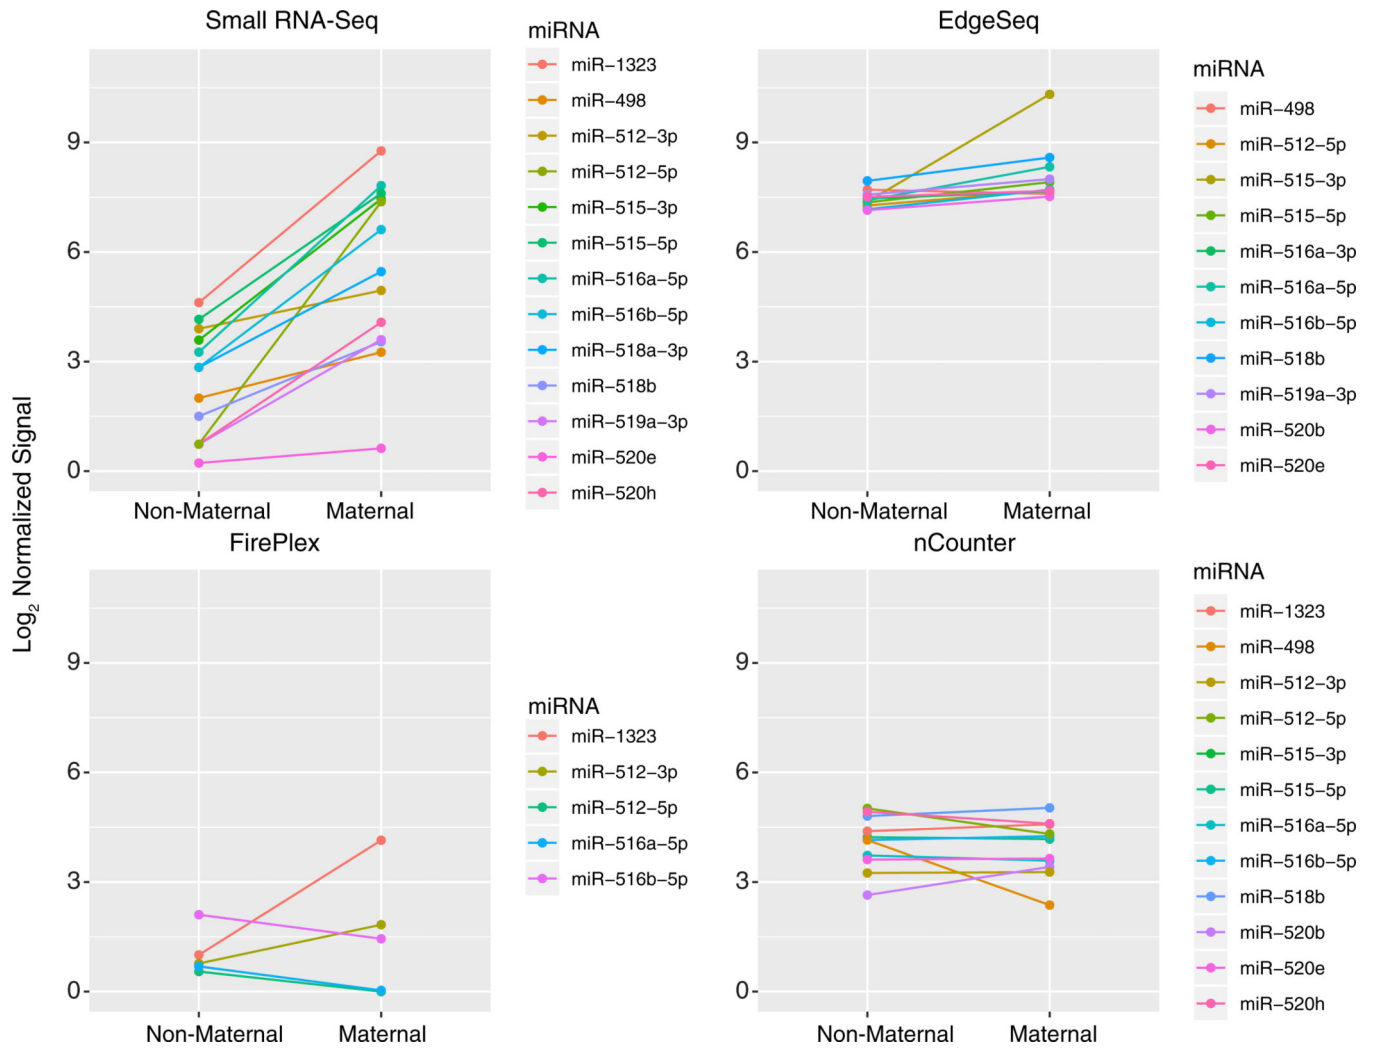 Small RNA-Seq
miRNA
miR−1323
miR−498
miR−512−3p
miR−512−5p
miR−515−3p
miR−515−5p
miR−516a−5p
miR−516b−5p
miR−518a−3p
miR−518b
miR−519a−3p
miR−520e
miR−520h
9
6
3
0
Non-Maternal
Maternal
EdgeSeq
miRNA
miR−498
miR−512−5p
miR−515−3p
miR−515−5p
miR−516a−3p
miR−516a−5p
miR−516b−5p
miR−518b
miR−519a−3p
miR−520b
miR−520e
9
6
3
0
Non-Maternal
Maternal
Log2 Normalized Signal
FirePlex
miRNA
miR−1323
miR−512−3p
miR−512−5p
miR−516a−5p
miR−516b−5p
9
6
3
0
Non-Maternal
Maternal
nCounter
miRNA
miR−1323
miR−498
miR−512−3p
miR−512−5p
miR−515−3p
miR−515−5p
miR−516a−5p
miR−516b−5p
miR−518b
miR−520b
miR−520e
miR−520h
9
6
3
0
Non-Maternal
Maternal